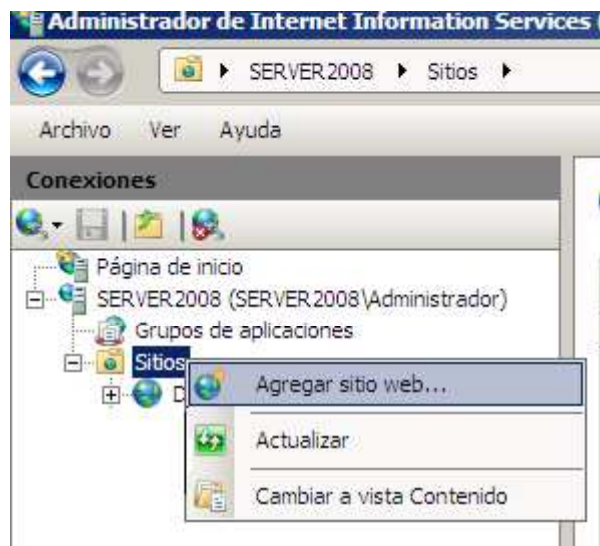 Administrador de Internet Information Services (
SERVER2008 Sitios
Archivo Ver Ayuda
Conexiones
Página de inicio
SERVER2008 (SERVER2008\Administrador)
Grupos de aplicaciones
Sitios
Agregar sitio web...
Actualizar
Cambiar a vista Contenido